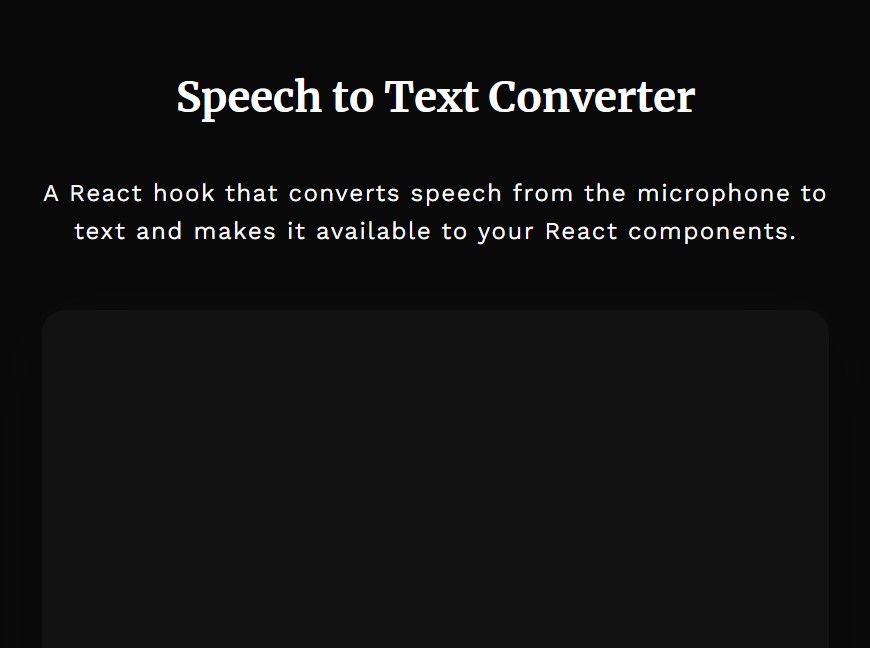 Speech to Text Converter
A React hook that converts speech from the microphone to
text and makes it available to your React components.